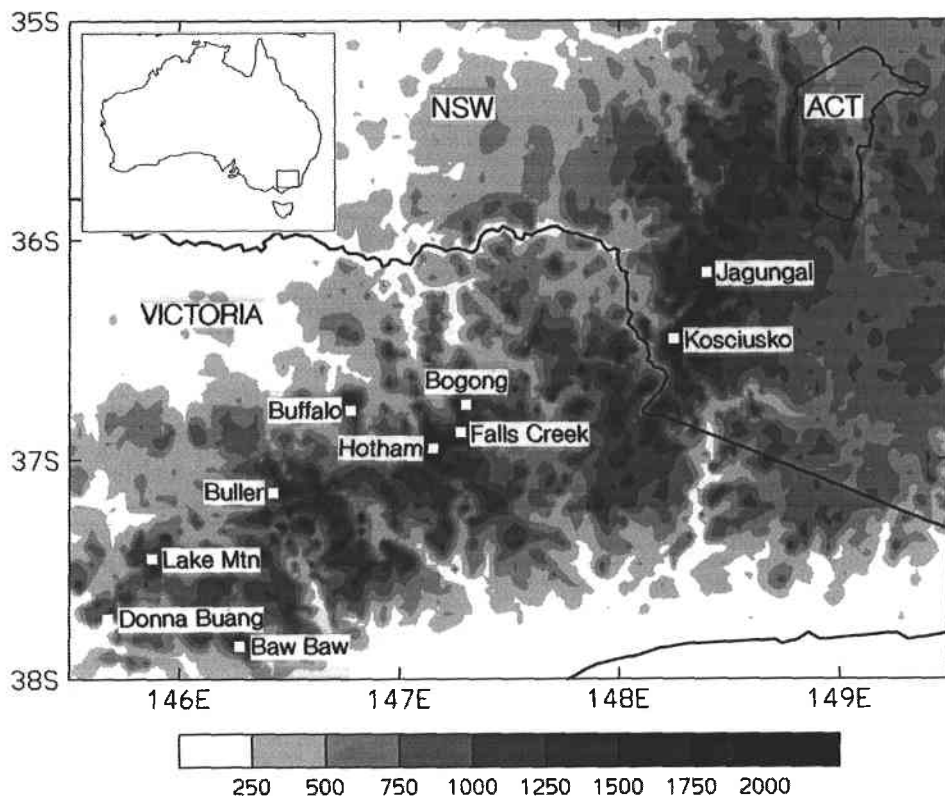 35S
NSW
ACT
36S
Jagungal
VICTORIA
Kosciusko
Bogong
Buffalo
Falls Creek
Hotham
37S
Buller
Lake Mtn
Donna Buang
Baw Baw
38S
146E 147E 148E 149E
250 500 750 1000 1250 1500 1750 2000